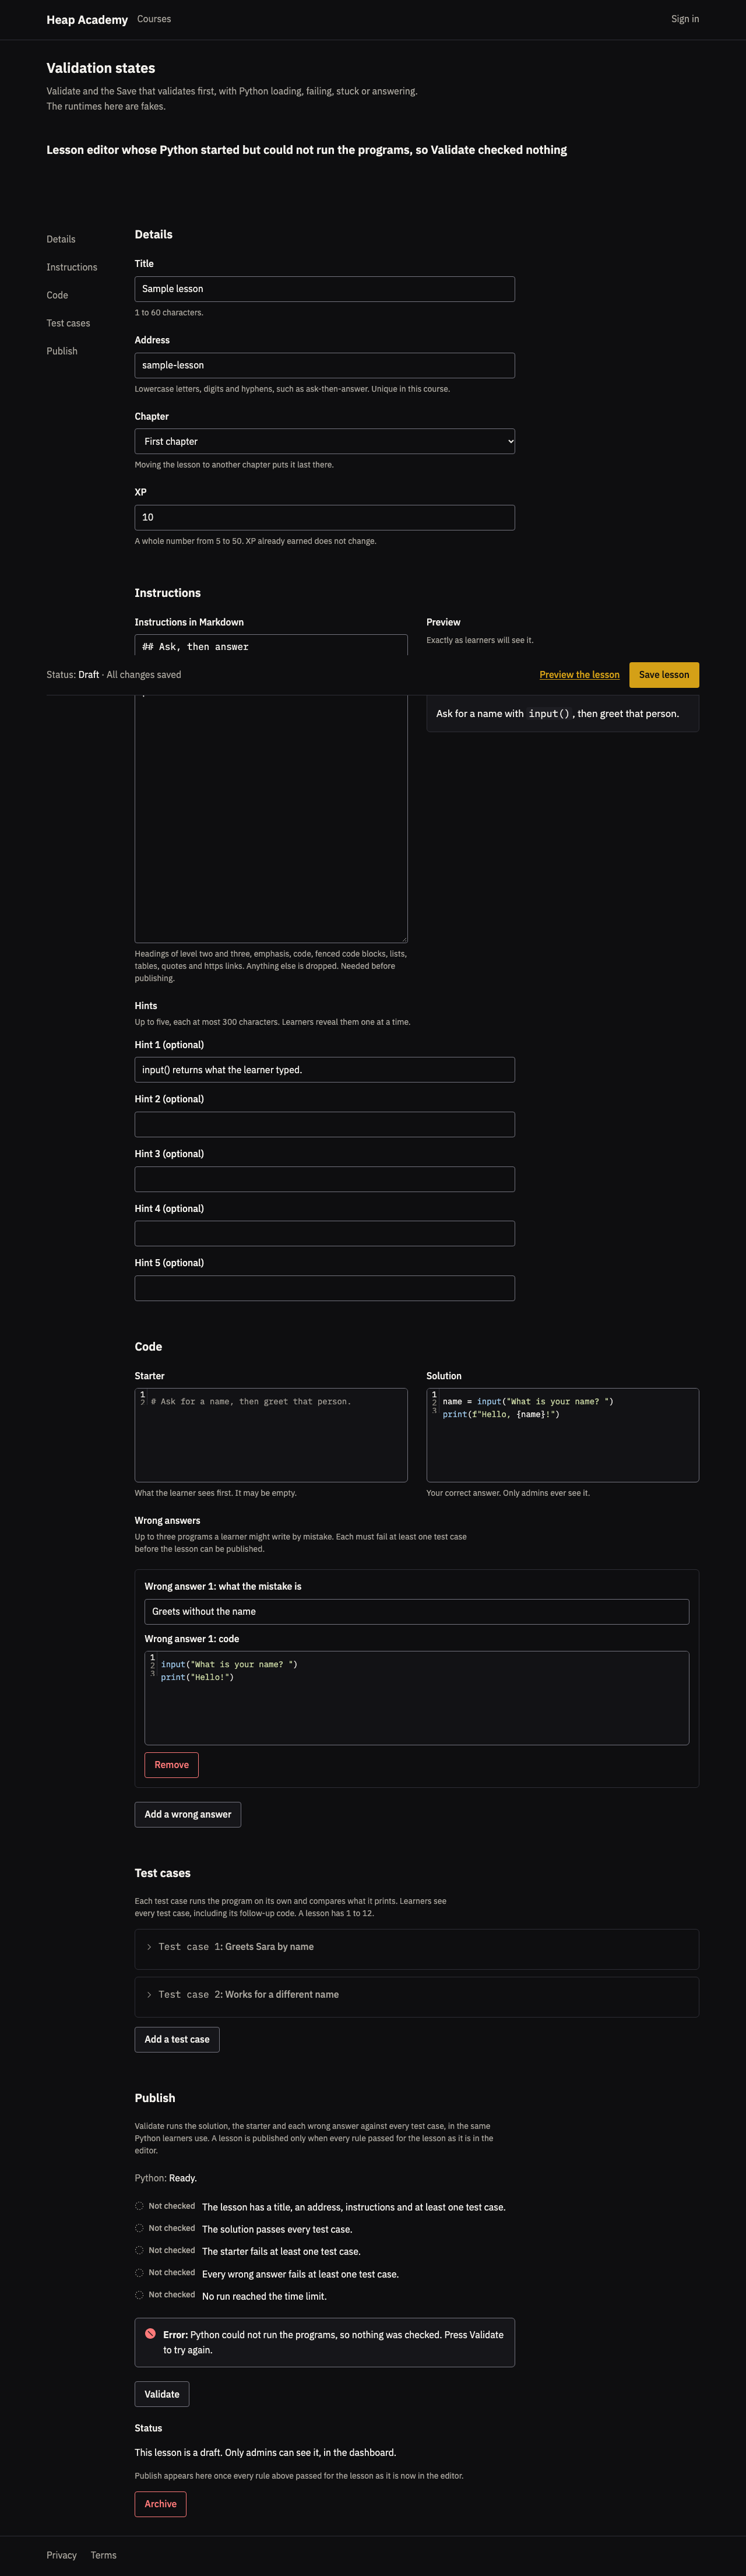 Heap Academy
Courses
Sign in
Validation states
Validate and the Save that validates first, with Python loading, failing, stuck or answering.
The runtimes here are fakes.
Lesson editor whose Python started but could not run the programs, so Validate checked nothing
Details
Instructions
Code
Test cases
Publish
Details
Title
Sample lesson
1 to 60 characters.
Address
sample-lesson
Lowercase letters, digits and hyphens, such as ask-then-answer. Unique in this course.
Chapter
First chapter
Moving the lesson to another chapter puts it last there.
XP
10
A whole number from 5 to 50. XP already earned does not change.
Instructions
Instructions in Markdown
## Ask, then answer
Preview
Exactly as learners will see it.
Status: Draft · All changes saved
Preview the lesson
Save lesson
Ask for a name with input(), then greet that person.
Headings of level two and three, emphasis, code, fenced code blocks, lists,
tables, quotes and https links. Anything else is dropped. Needed before
publishing.
Hints
Up to five, each at most 300 characters. Learners reveal them one at a time.
Hint 1 (optional)
input() returns what the learner typed.
Hint 2 (optional)
Hint 3 (optional)
Hint 4 (optional)
Hint 5 (optional)
Code
Starter
1
2
# Ask for a name, then greet that person.
What the learner sees first. It may be empty.
Solution
1
2
3
name = input("What is your name? ")
print(f"Hello, {name}!")
Your correct answer. Only admins ever see it.
Wrong answers
Up to three programs a learner might write by mistake. Each must fail at least one test case
before the lesson can be published.
Wrong answer 1: what the mistake is
Greets without the name
Wrong answer 1: code
1
2
3
input("What is your name? ")
print("Hello!")
Remove
Add a wrong answer
Test cases
Each test case runs the program on its own and compares what it prints. Learners see
every test case, including its follow-up code. A lesson has 1 to 12.
Test case 1: Greets Sara by name
Test case 2: Works for a different name
Add a test case
Publish
Validate runs the solution, the starter and each wrong answer against every test case, in the same
Python learners use. A lesson is published only when every rule passed for the lesson as it is in the
editor.
Python: Ready.
Not checked The lesson has a title, an address, instructions and at least one test case.
Not checked The solution passes every test case.
Not checked The starter fails at least one test case.
Not checked Every wrong answer fails at least one test case.
Not checked No run reached the time limit.
Error: Python could not run the programs, so nothing was checked. Press Validate
to try again.
Validate
Status
This lesson is a draft. Only admins can see it, in the dashboard.
Publish appears here once every rule above passed for the lesson as it is now in the editor.
Archive
Privacy
Terms